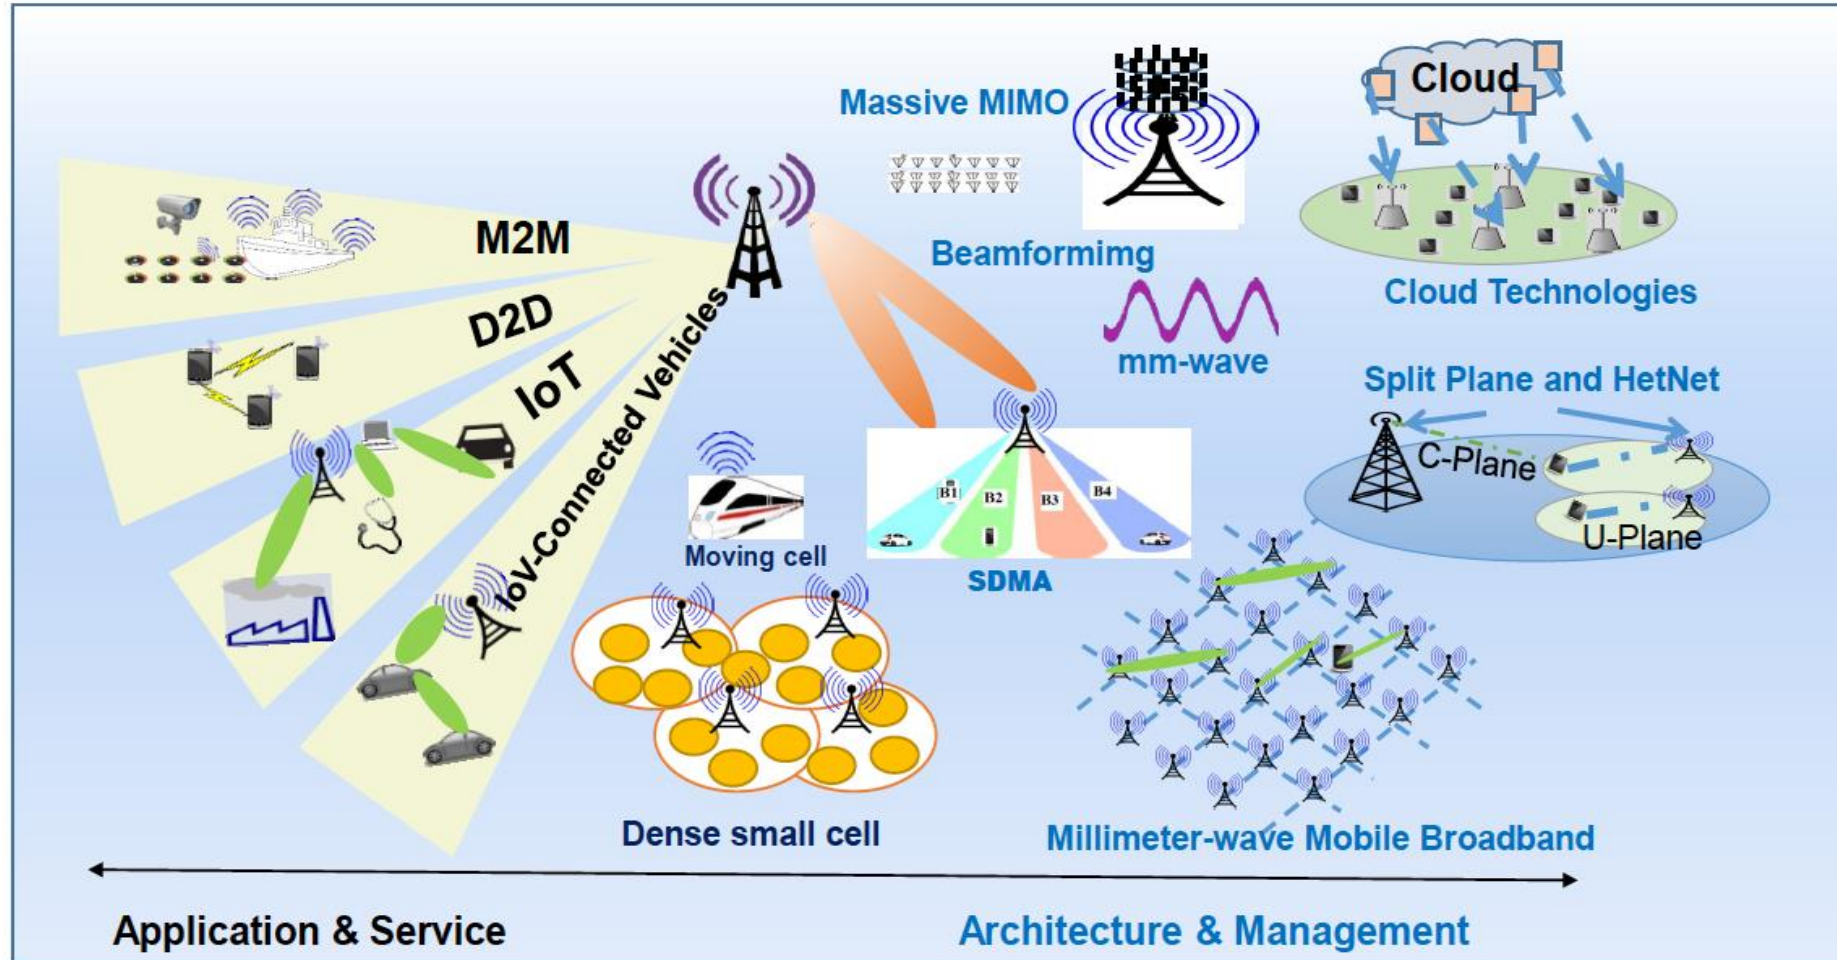 Massive MIMO
Cloud
M2M
Beamformimg
Cloud Technologies
D2D
mm-wave
IoT
IoV-Connected Vehicles
Split Plane and HetNet
C-Plane
U-Plane
B1
B2
B3
B4
Moving cell
SDMA
Dense small cell
Millimeter-wave Mobile Broadband
Application & Service
Architecture & Management